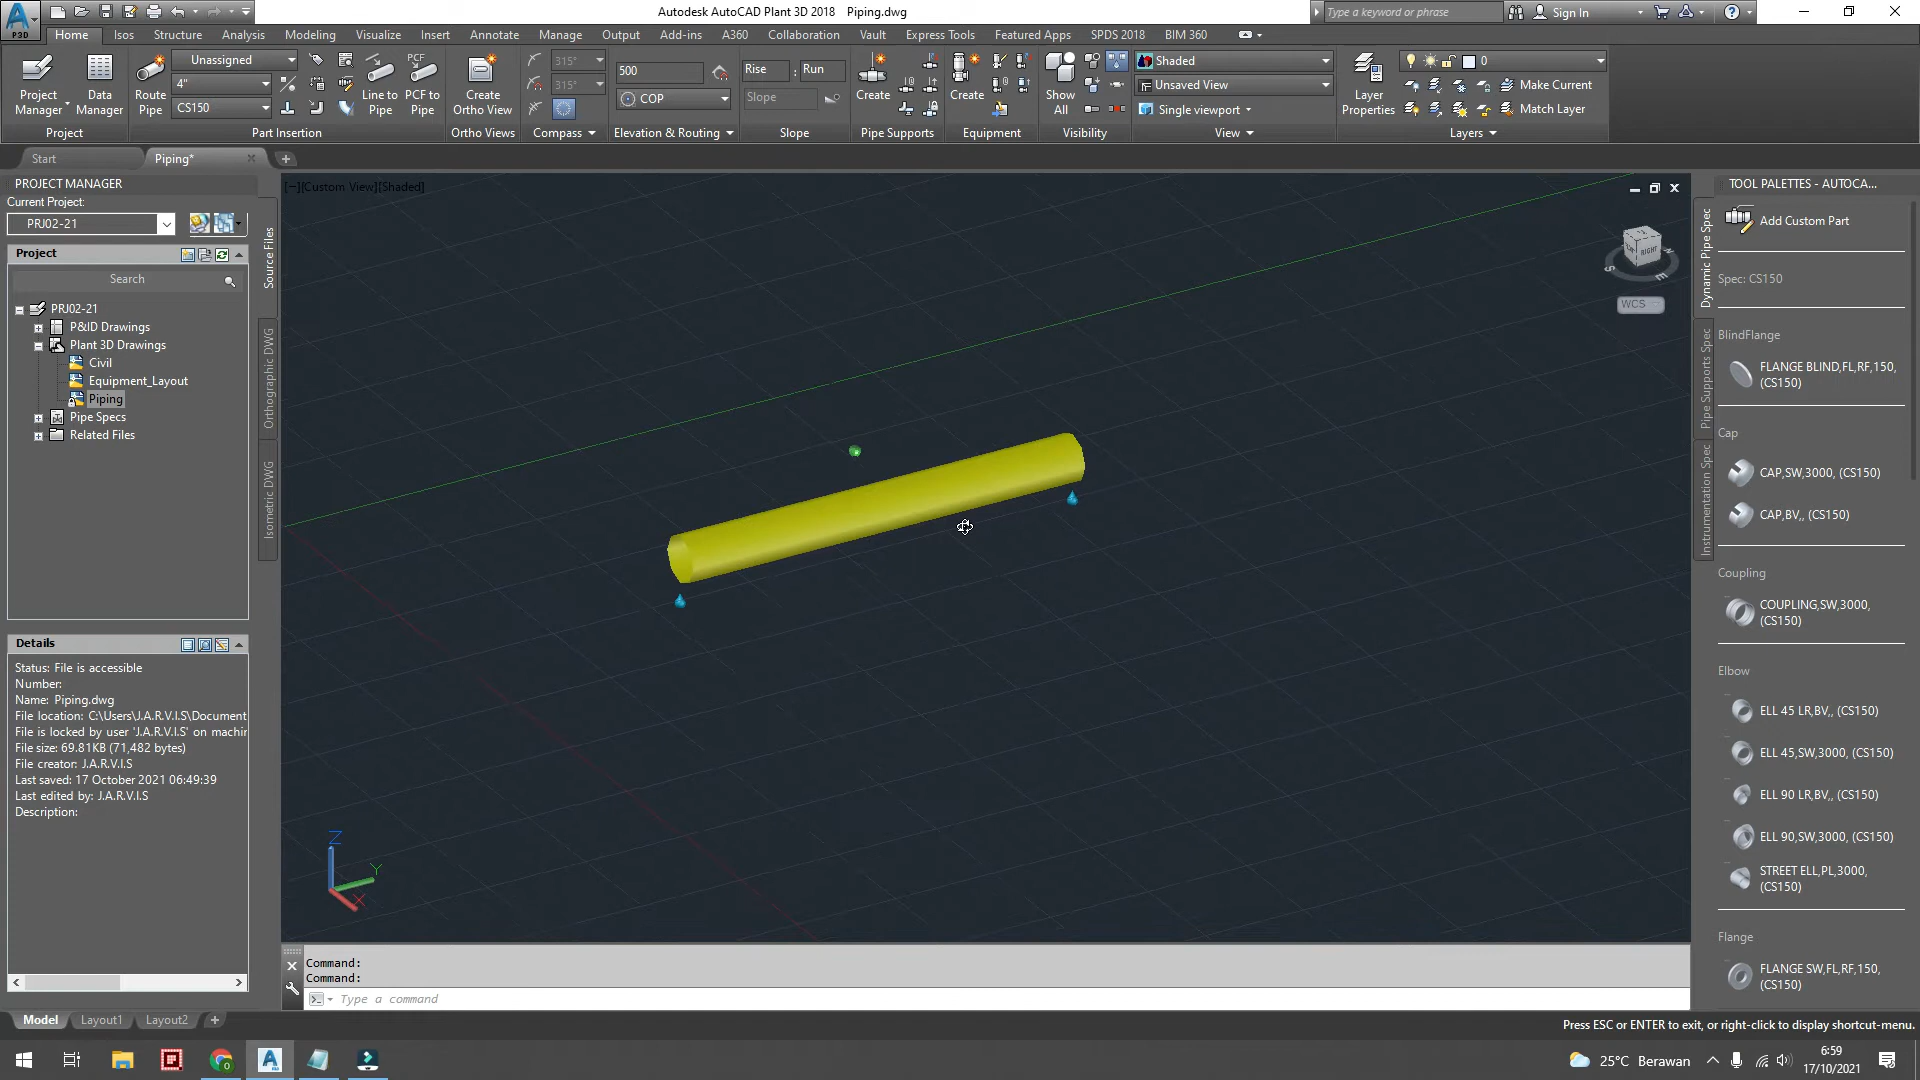 Autodesk AutoCAD Plant 3D 2018 Piping.dwg
Type a keyword or phrase
Sign In
P3D
Home Isos Structure Analysis Modeling Visualize Insert Annotate Manage Output Add-ins A360 Collaboration Vault Express Tools Featured Apps SPDS 2018 BIM 360
Project Manager
Data Manager
Project
Route Pipe
Unassigned
4"
CS150
Line to Pipe
PCF
PCF to Pipe
Part Insertion
Create Ortho View
Ortho Views
315°
315°
Compass
500
COP
Elevation & Routing
Rise : Run
Slope
Slope
Create
Pipe Supports
Create
Equipment
Show All
Visibility
Shaded
Unsaved View
Single viewport
View
Layer Properties
0
Make Current
Match Layer
Layers
Start
Piping*
PROJECT MANAGER
Current Project:
PRJ02-21
Project
Search
PRJ02-21
P&ID Drawings
Plant 3D Drawings
Civil
Equipment_Layout
Piping
Pipe Specs
Related Files
Source Files
Orthographic DWG
Isometric DWG
Details
Status: File is accessible
Number:
Name: Piping.dwg
File location: C:\Users\J.A.R.V.I.S\Document
File is locked by user 'J.A.R.V.I.S' on machir
File size: 69.81KB (71,482 bytes)
File creator: J.A.R.V.I.S
Last saved: 17 October 2021 06:49:39
Last edited by: J.A.R.V.I.S
Description:
[−][Custom View][Shaded]
RIGHT
S
E
WCS
Z
Y
X
TOOL PALETTES - AUTOCA...
Dynamic Pipe Spec
Pipe Supports Spec
Instrumentation Spec
Add Custom Part
Spec: CS150
BlindFlange
FLANGE BLIND,FL,RF,150,
(CS150)
Cap
CAP,SW,3000, (CS150)
CAP,BV,, (CS150)
Coupling
COUPLING,SW,3000,
(CS150)
Elbow
ELL 45 LR,BV,, (CS150)
ELL 45,SW,3000, (CS150)
ELL 90 LR,BV,, (CS150)
ELL 90,SW,3000, (CS150)
STREET ELL,PL,3000,
(CS150)
Flange
FLANGE SW,FL,RF,150,
(CS150)
Command:
Command:
Type a command
Model Layout1 Layout2
Press ESC or ENTER to exit, or right-click to display shortcut-menu.
25°C Berawan
6:59
17/10/2021